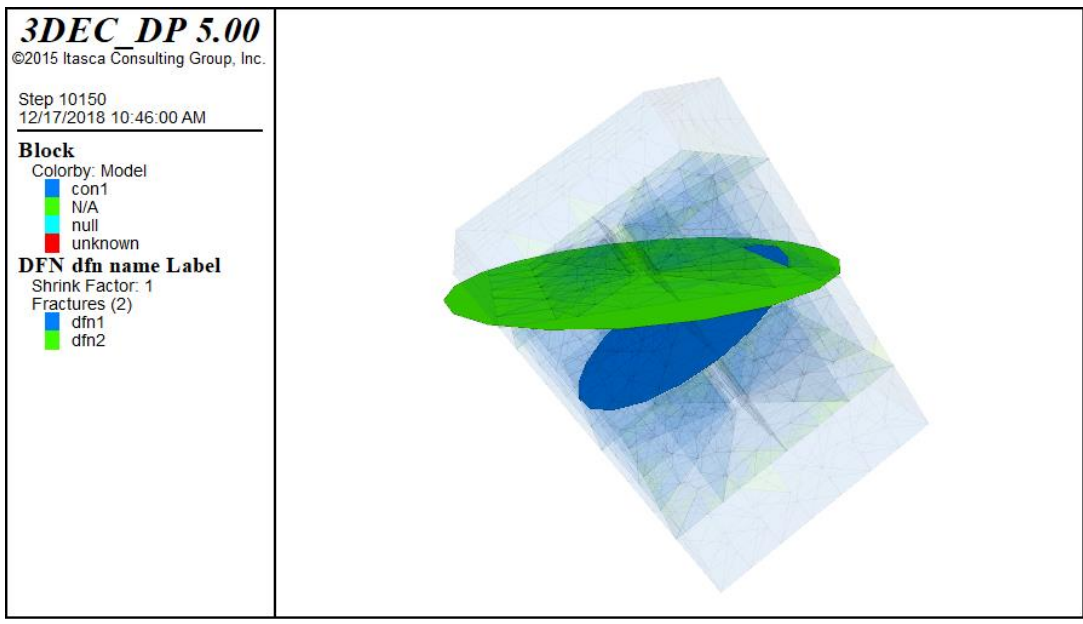 3DEC_DP 5.00
©2015 Itasca Consulting Group, Inc.
Step 10150
12/17/2018 10:46:00 AM
Block
Colorby: Model
con1
N/A
null
unknown
DFN dfn name Label
Shrink Factor: 1
Fractures (2)
dfn1
dfn2